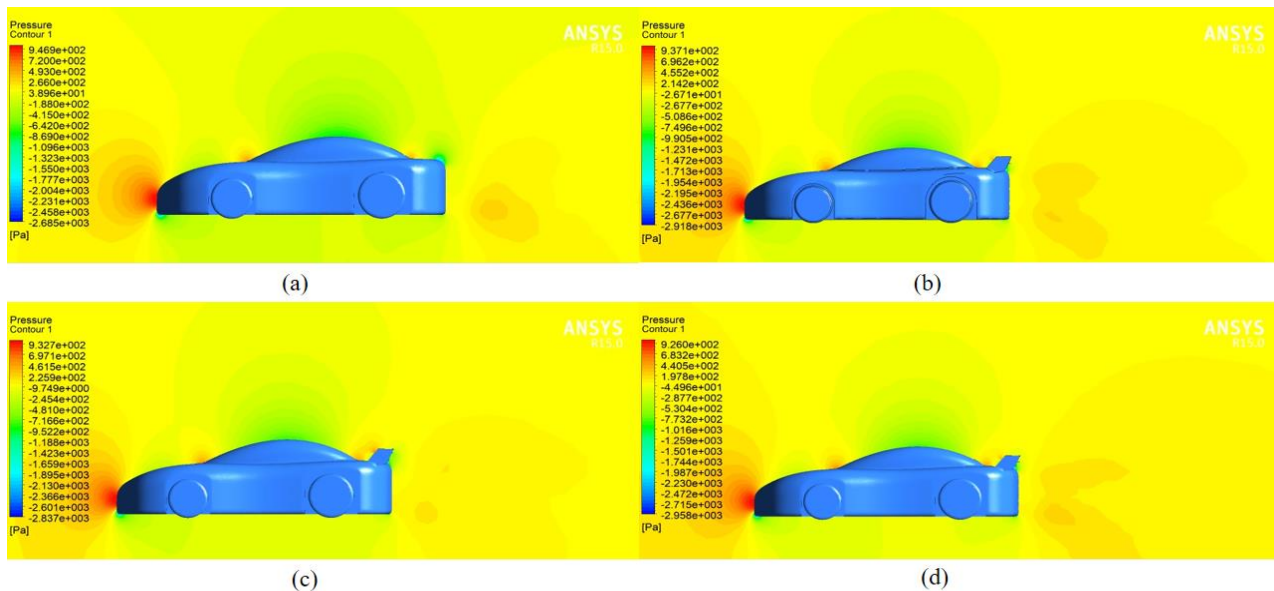 Pressure
Contour 1
9.469e+002
7.200e+002
4.930e+002
2.660e+002
3.896e+001
-1.880e+002
-4.150e+002
-6.420e+002
-8.690e+002
-1.096e+003
-1.323e+003
-1.550e+003
-1.777e+003
-2.004e+003
-2.231e+003
-2.458e+003
-2.685e+003
[Pa]
ANSYS
R15.0
(a)
Pressure
Contour 1
9.371e+002
6.962e+002
4.552e+002
2.142e+002
-2.671e+001
-2.677e+002
-5.086e+002
-7.496e+002
-9.905e+002
-1.231e+003
-1.472e+003
-1.713e+003
-1.954e+003
-2.195e+003
-2.436e+003
-2.677e+003
-2.918e+003
[Pa]
ANSYS
R15.0
(b)
Pressure
Contour 1
9.327e+002
6.971e+002
4.615e+002
2.259e+002
-9.749e+000
-2.454e+002
-4.810e+002
-7.166e+002
-9.522e+002
-1.188e+003
-1.423e+003
-1.659e+003
-1.895e+003
-2.130e+003
-2.366e+003
-2.601e+003
-2.837e+003
[Pa]
ANSYS
R15.0
(c)
Pressure
Contour 1
9.260e+002
6.832e+002
4.405e+002
1.978e+002
-4.496e+001
-2.877e+002
-5.304e+002
-7.732e+002
-1.016e+003
-1.259e+003
-1.501e+003
-1.744e+003
-1.987e+003
-2.230e+003
-2.472e+003
-2.715e+003
-2.958e+003
[Pa]
ANSYS
R15.0
(d)